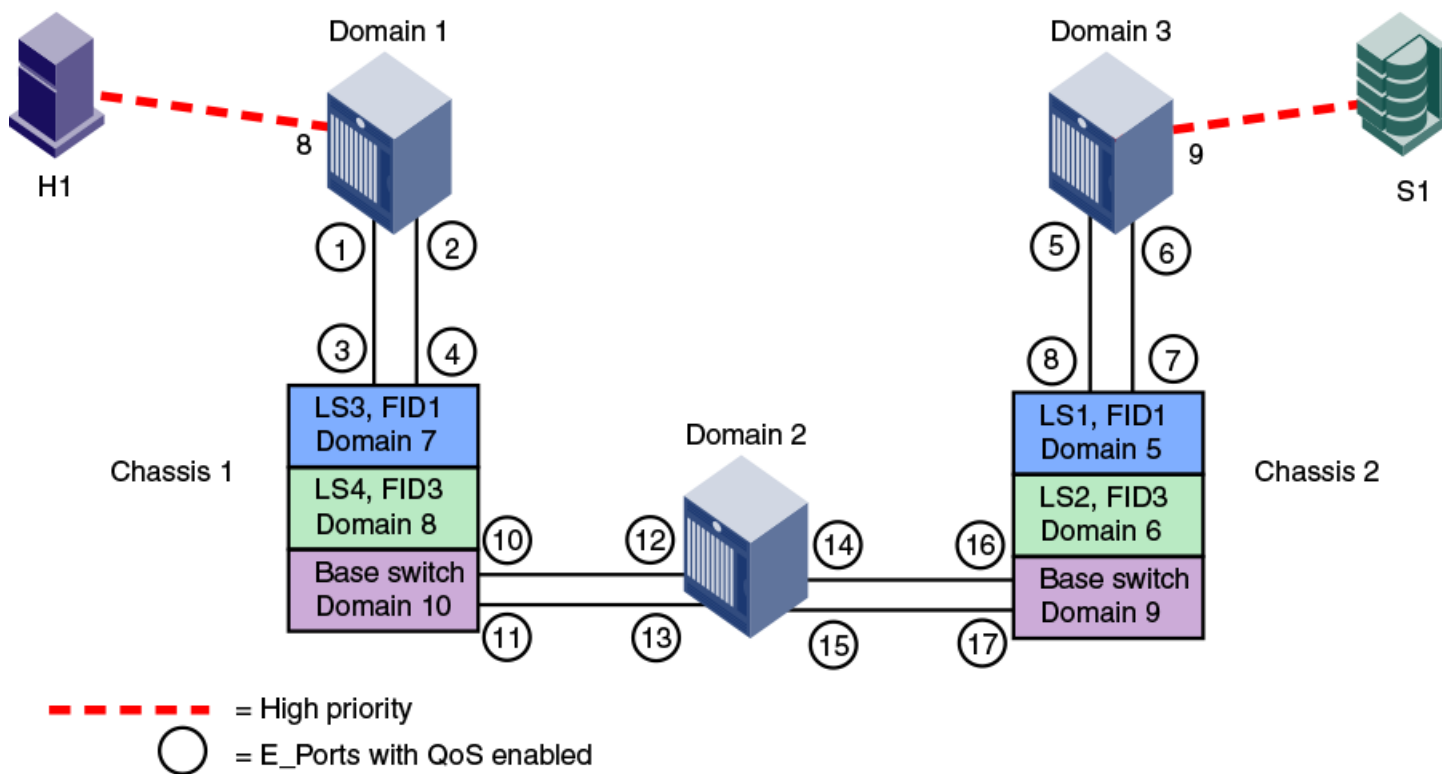 Domain 1
Domain 3
H1
8
9
S1
1
2
5
6
3
4
8
7
LS3, FID1
Domain 7
LS4, FID3
Domain 8
Base switch
Domain 10
Chassis 1
Domain 2
LS1, FID1
Domain 5
LS2, FID3
Domain 6
Base switch
Domain 9
Chassis 2
10
12
14
16
11
13
15
17
= High priority
= E_Ports with QoS enabled